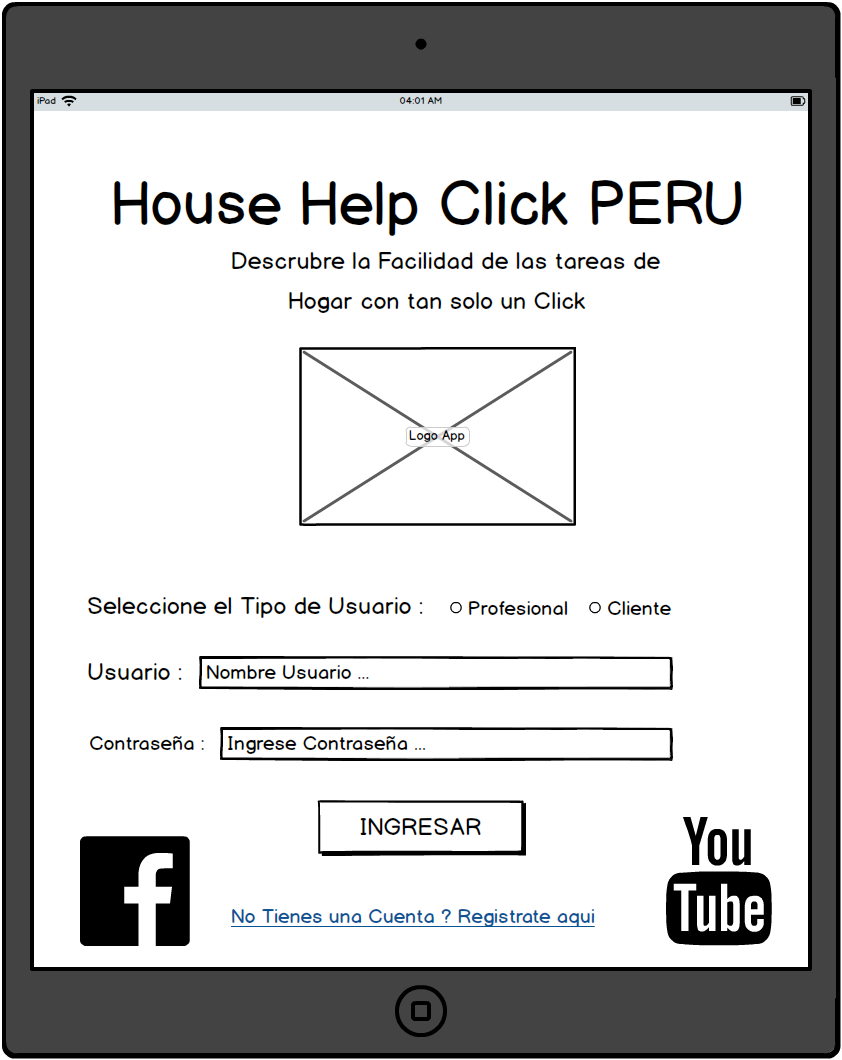 iPad 04:01 AM
House Help Click PERU
Descrubre la Facilidad de las tareas de
Hogar con tan solo un Click
Logo App
Seleccione el Tipo de Usuario : Profesional Cliente
Usuario : Nombre Usuario ...
Contraseña : Ingrese Contraseña ...
INGRESAR
You
Tube
f
No Tienes una Cuenta ? Registrate aqui